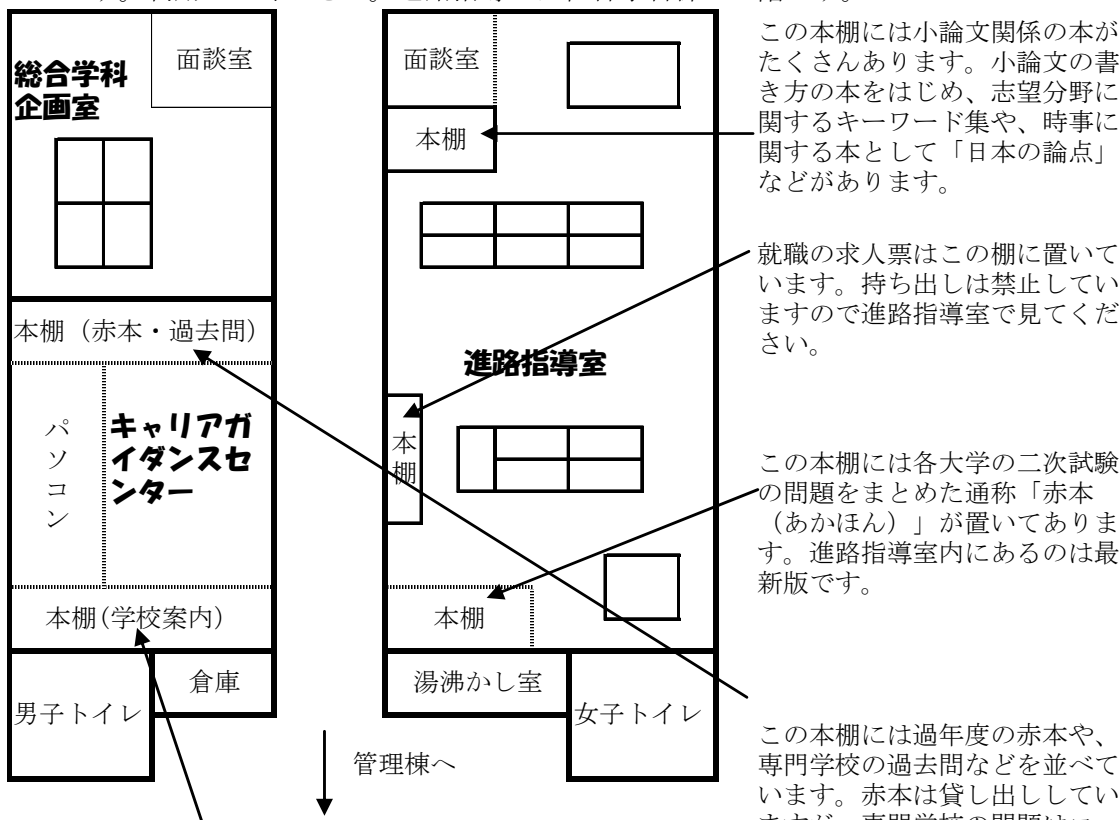 面談室
総合学科
企画室
本棚（赤本・過去問）
パソコン
キャリアガ
イダンスセ
ンター
本棚(学校案内)
男子トイレ
倉庫
面談室
本棚
進路指導室
本棚
本棚
湯沸かし室
女子トイレ
管理棟へ
この本棚には小論文関係の本が
たくさんあります。小論文の書
き方の本をはじめ、志望分野に
関するキーワード集や、時事に
関する本として「日本の論点」
などがあります。
就職の求人票はこの棚に置いて
います。持ち出しは禁止してい
ますので進路指導室で見てくだ
さい。
この本棚には各大学の二次試験
の問題をまとめた通称「赤本
（あかほん）」が置いてありま
す。進路指導室内にあるのは最
新版です。
この本棚には過年度の赤本や、
専門学校の過去問などを並べて
います。赤本は貸し出ししてい